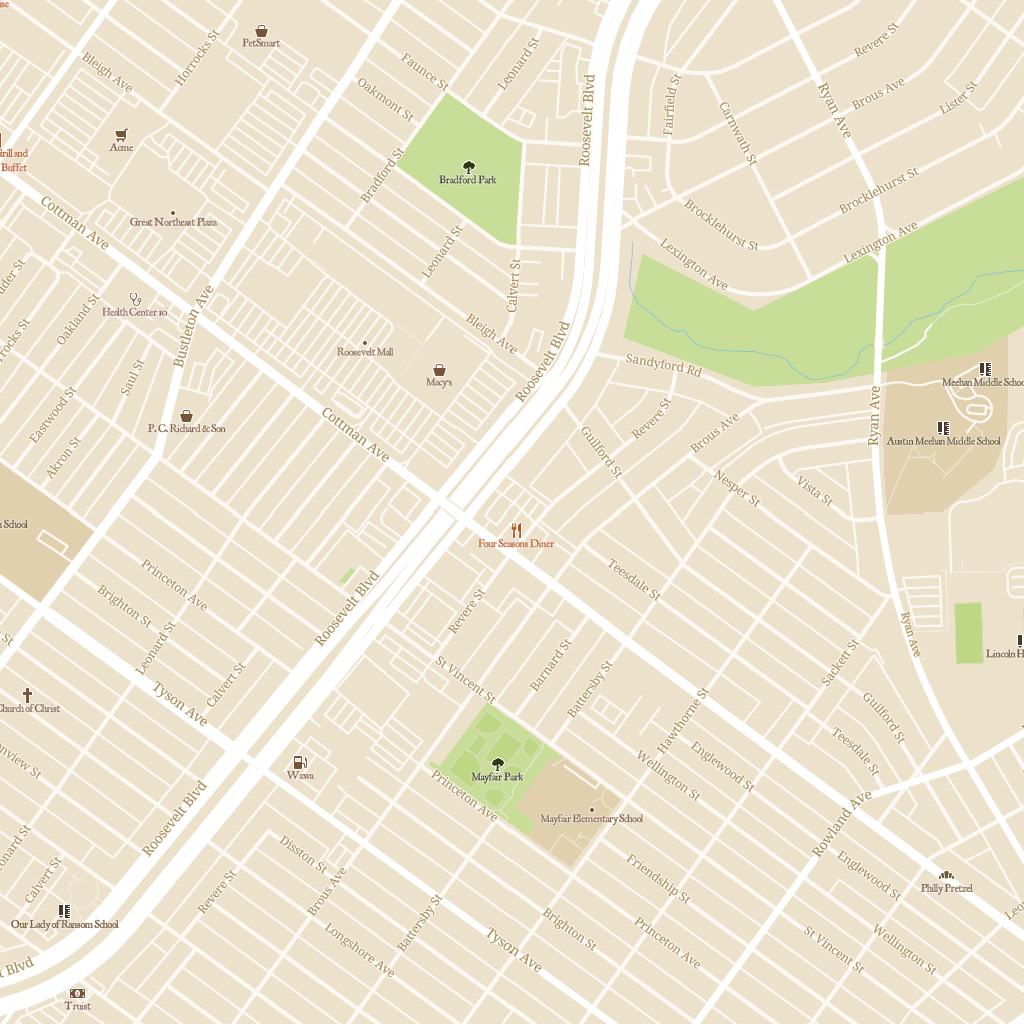 PetSmart
Horrocks St
Bleigh Ave
Faunce St
Leonard St
Oakmont St
Roosevelt Blvd
Fairfield St
Carnwath St
Revere St
Ryan Ave
Brous Ave
Lister St
Acme
Buffet
Bradford Park
Bradford St
Great Northeast Plaza
Cottman Ave
Brocklehurst St
Brocklehurst St
Lexington Ave
Lexington Ave
Leonard St
Calvert St
Oakland St
Health Center 10
Bustleton Ave
Bleigh Ave
Roosevelt Blvd
Roosevelt Mall
Macy's
Sandyford Rd
Saul St
Eastwood St
Akron St
P. C. Richard & Son
Cottman Ave
Guilford St
Revere St
Brous Ave
Ryan Ave
Meehan Middle School
Austin Meehan Middle School
Nesper St
Vista St
School
Four Seasons Diner
Princeton Ave
Brighton St
Leonard St
Calvert St
Roosevelt Blvd
Revere St
Teesdale St
Ryan Ave
Barnard St
Battersby St
St Vincent St
Sackett St
Lincoln H
Church of Christ
Tyson Ave
Hawthorne St
Guilford St
Teesdale St
Englewood St
Wellington St
Wawa
Mayfair Park
Princeton Ave
Mayfair Elementary School
Roosevelt Blvd
Rowland Ave
Calvert St
Revere St
Disston St
Brous Ave
Battersby St
Friendship St
Englewood St
Philly Pretzel
Our Lady of Ransom School
Longshore Ave
Tyson Ave
Brighton St
Princeton Ave
St Vincent St
Wellington St
Blvd
Truist